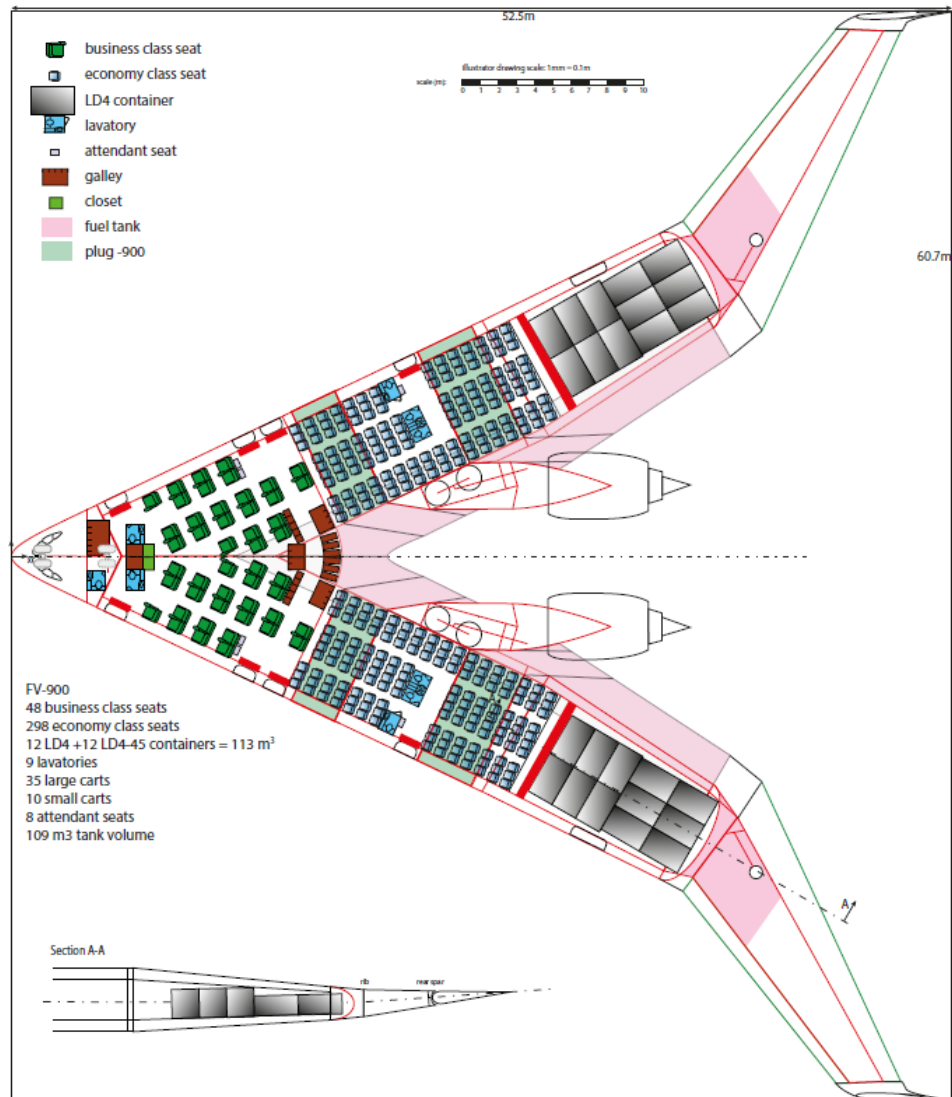 52.5m
business class seat
economy class seat
LD4 container
lavatory
attendant seat
galley
closet
fuel tank
plug -900
Illustrator drawing scale: 1mm = 0.1m
scale (m):
0 1 2 3 4 5 6 7 8 9 10
60.7m
FV-900
48 business class seats
298 economy class seats
12 LD4 +12 LD4-45 containers = 113 m³
9 lavatories
35 large carts
10 small carts
8 attendant seats
109 m3 tank volume
A
Section A-A
rib
rear spar